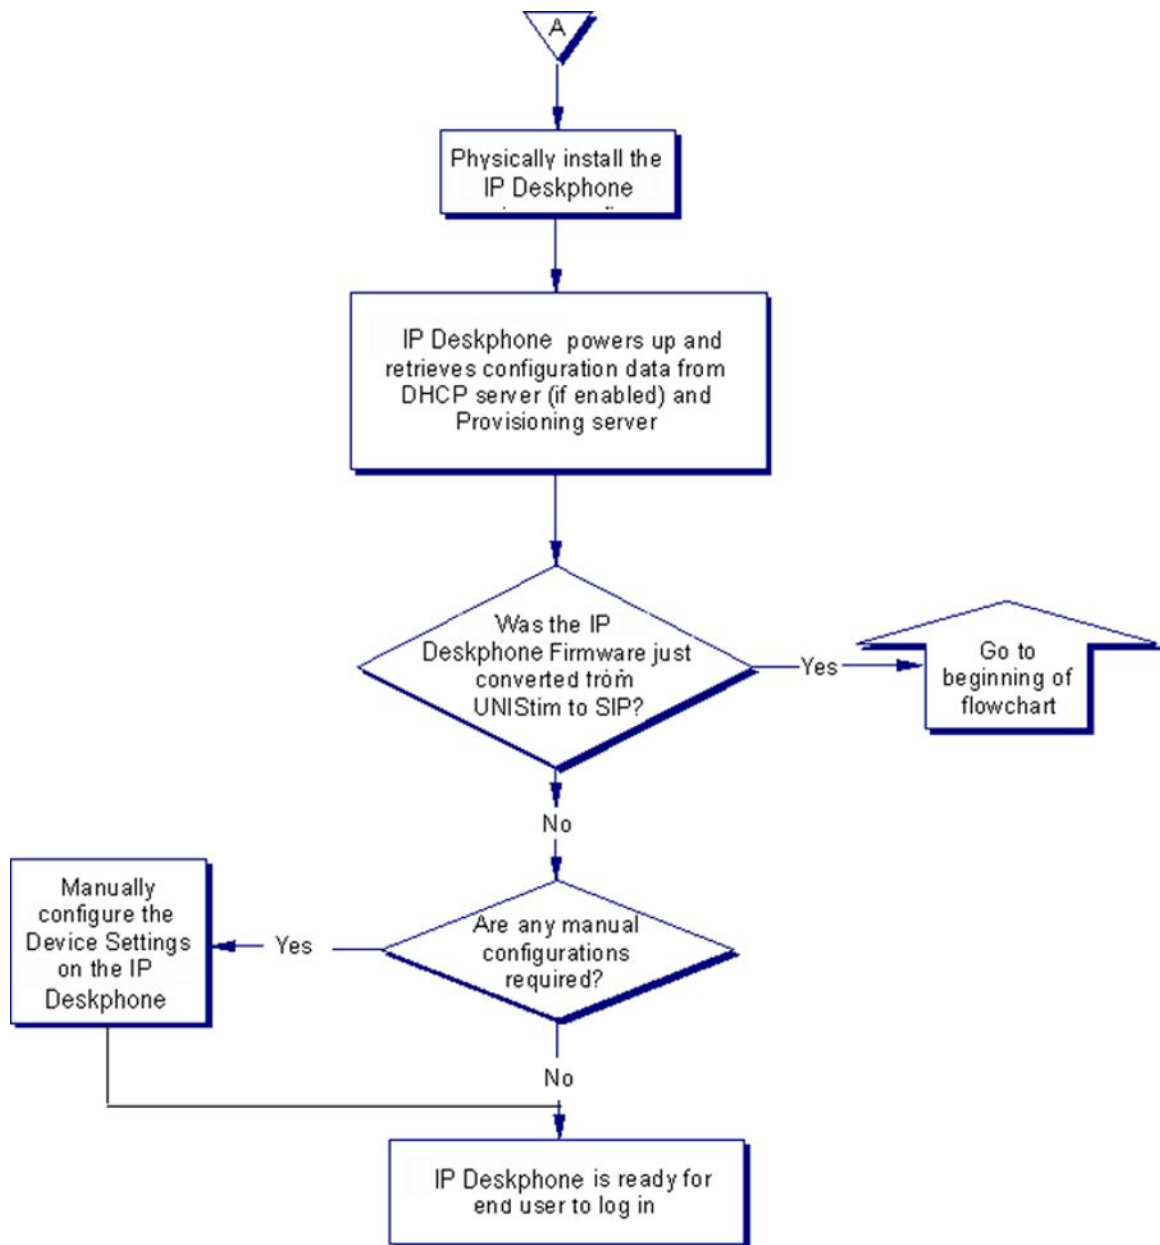 A
Physically install the
IP Deskphone
IP Deskphone powers up and
retrieves configuration data from
DHCP server (if enabled) and
Provisioning server
Was the IP
Deskphone Firmware just
converted from
UNIStim to SIP?
Yes
Go to
beginning of
flowchart
No
Manually
configure the
Device Settings
on the IP
Deskphone
Yes
Are any manual
configurations
required?
No
IP Deskphone is ready for
end user to log in